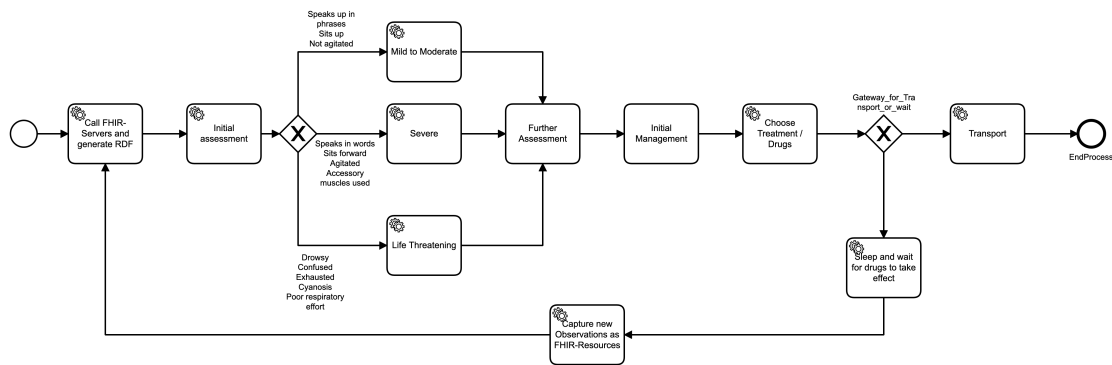 Speaks up in
phrases
Sits up
Not agitated
Mild to Moderate
Gateway_for_Tra
nsport_or_wait
Call FHIR-
Servers and
generate RDF
Initial
assessment
X
Speaks in words
Sits forward
Agitated
Accessory
muscles used
Severe
Further
Assessment
Initial
Management
Choose
Treatment /
Drugs
X
Transport
EndProcess
Drowsy
Confused
Exhausted
Cyanosis
Poor respiratory
effort
Life Threatening
Sleep and wait
for drugs to take
effect
Capture new
Observations as
FHIR-Resources